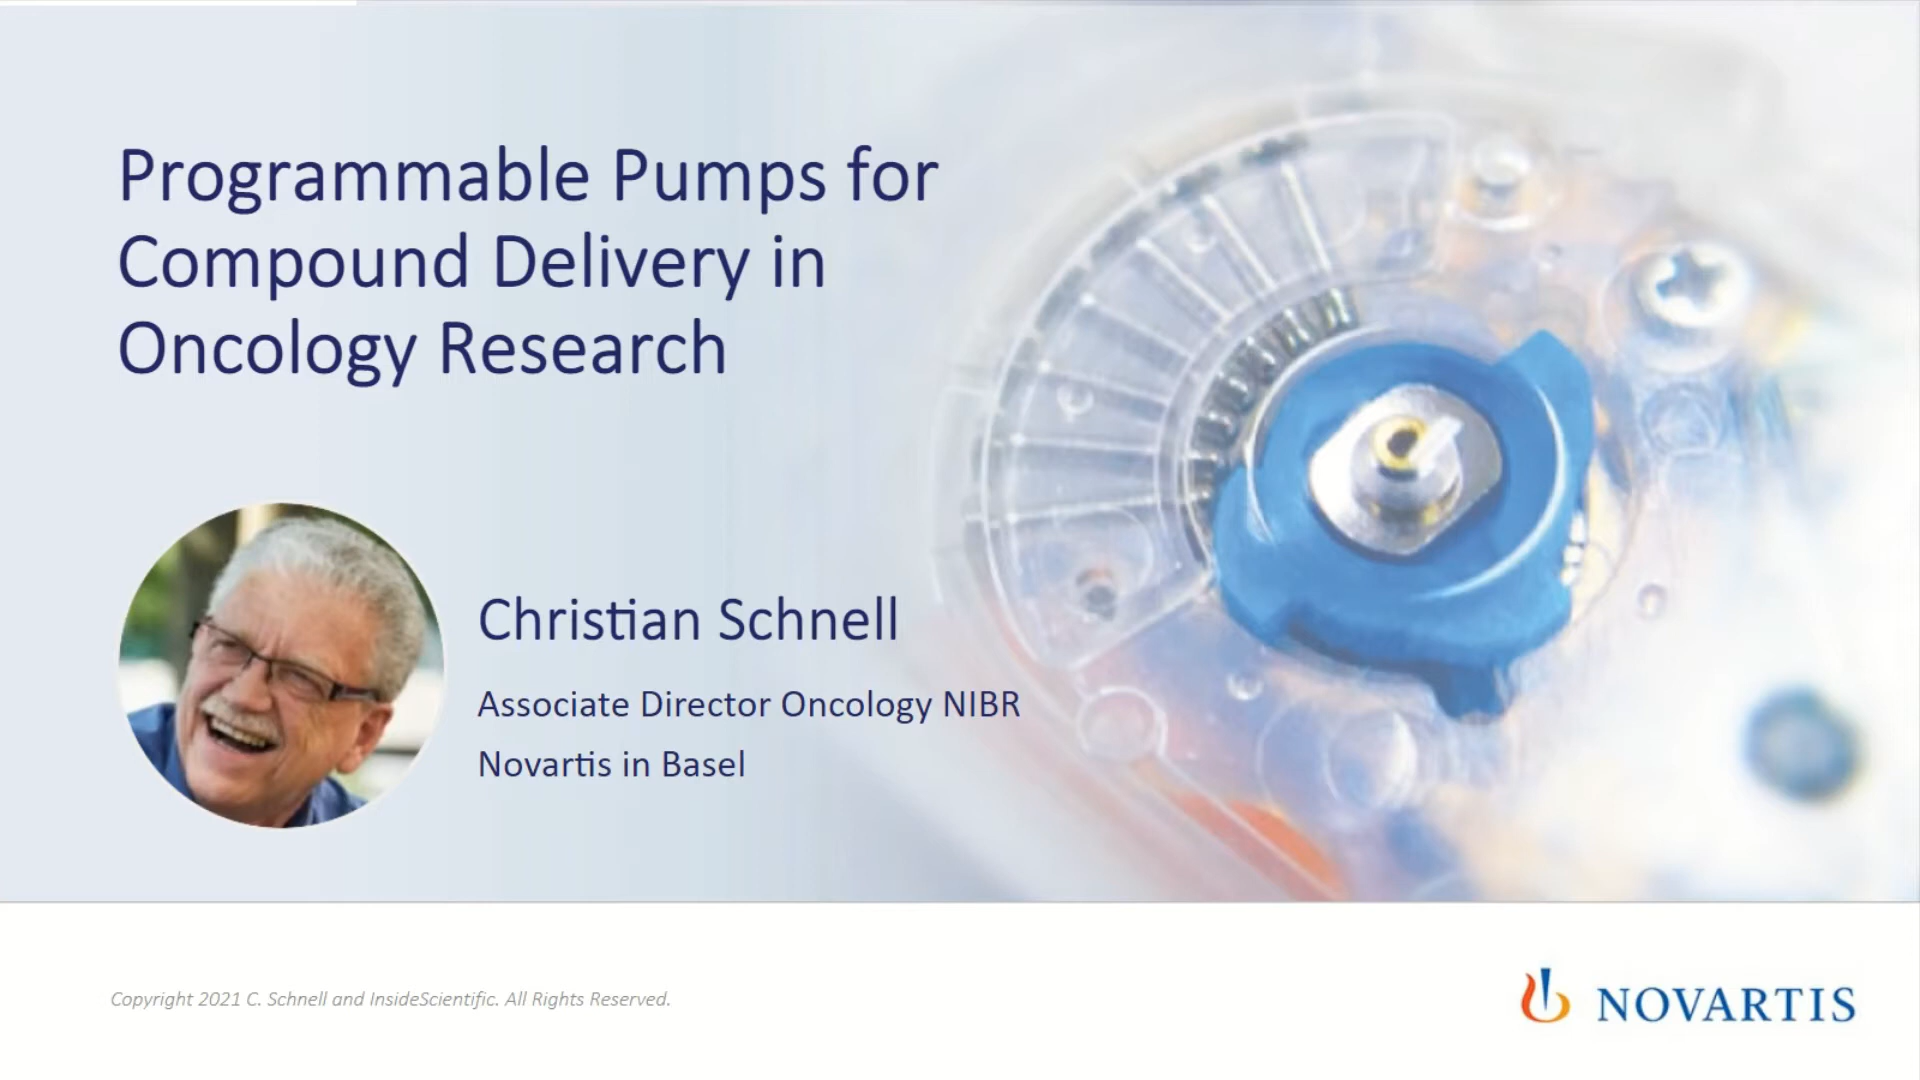 Programmable Pumps for
Compound Delivery in
Oncology Research
Christian Schnell
Associate Director Oncology NIBR
Novartis in Basel
Copyright 2021 C. Schnell and InsideScientific. All Rights Reserved.
NOVARTIS